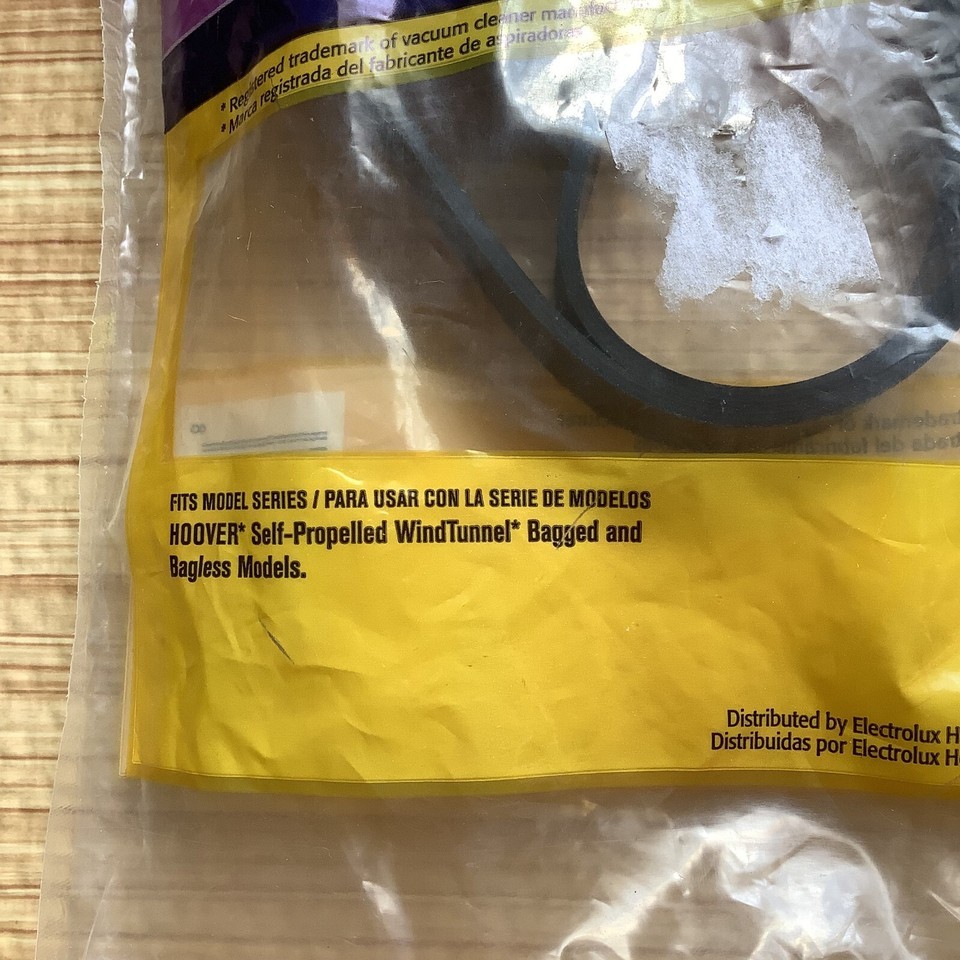 * Registered trademark of vacuum cleaner
* Marca registrada del fabricante de aspiradoras
FITS MODEL SERIES / PARA USAR CON LA SERIE DE MODELOS
HOOVER* Self-Propelled WindTunnel* Bagged and
Bagless Models.
Distributed by Electrolux H
Distribuidas por Electrolux H